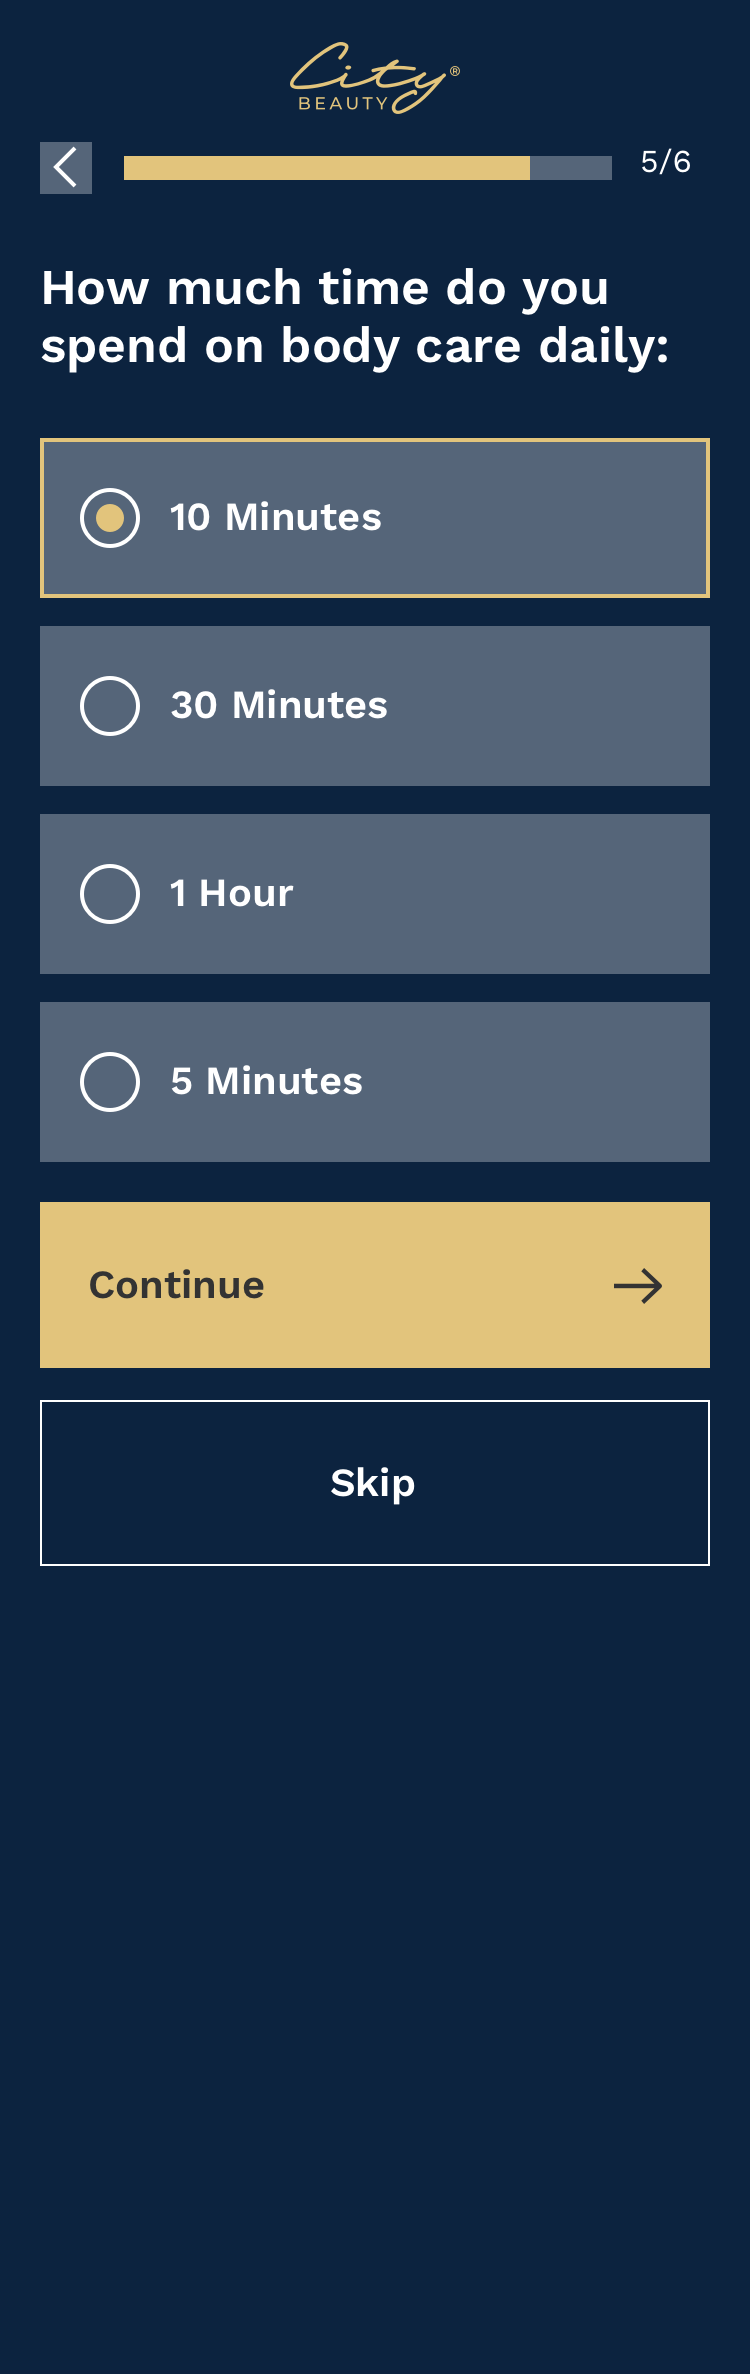 City®
BEAUTY
5/6
How much time do you
spend on body care daily:
10 Minutes
30 Minutes
1 Hour
5 Minutes
Continue
Skip